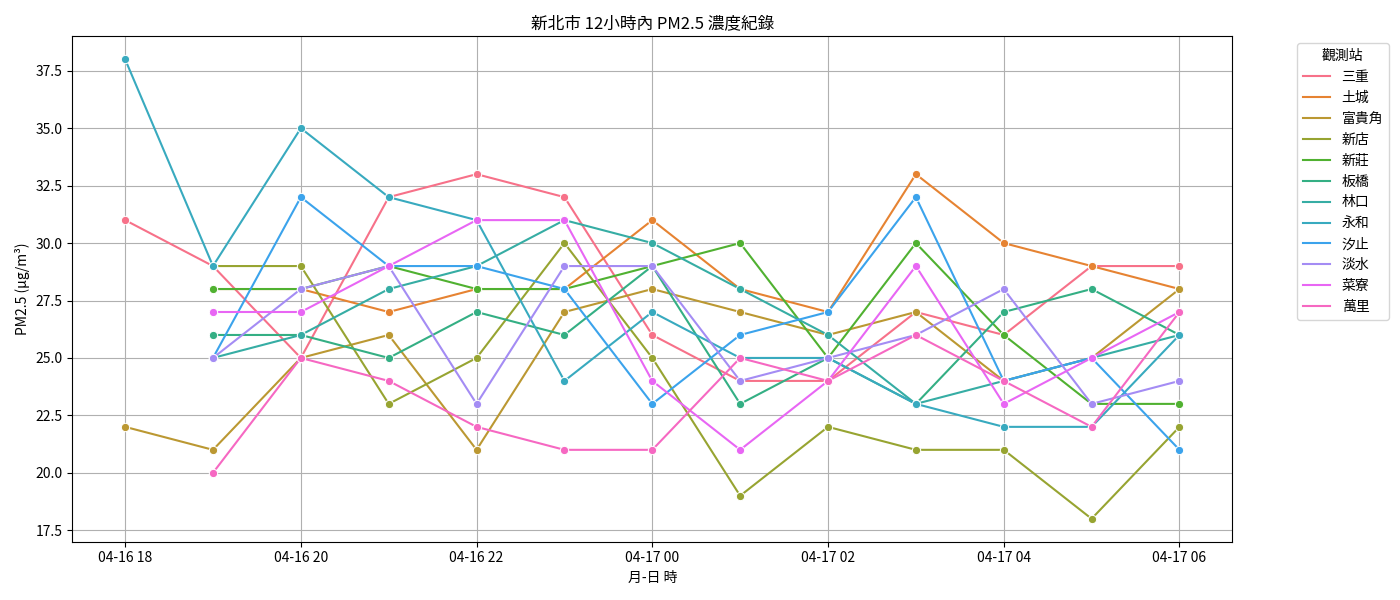 新北市 12小時內 PM2.5 濃度紀錄
PM2.5 (μg/m³)
37.5
35.0
32.5
30.0
27.5
25.0
22.5
20.0
17.5
04-16 18
04-16 20
04-16 22
04-17 00
04-17 02
04-17 04
04-17 06
月-日 時
觀測站
三重
土城
富貴角
新店
新莊
板橋
林口
永和
汐止
淡水
菜寮
萬里